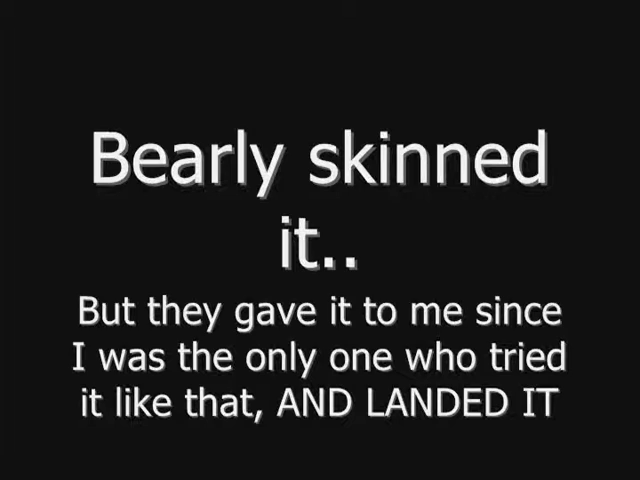 Bearly skinned
it..
But they gave it to me since
I was the only one who tried
it like that, AND LANDED IT